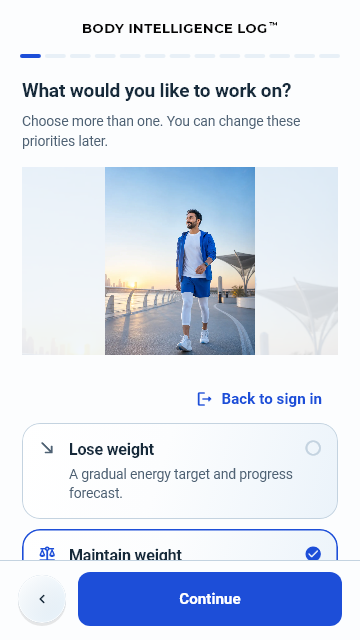 BODY INTELLIGENCE LOG™
What would you like to work on?
Choose more than one. You can change these
priorities later.
Back to sign in
Lose weight
A gradual energy target and progress
forecast.
Maintain weight
Continue